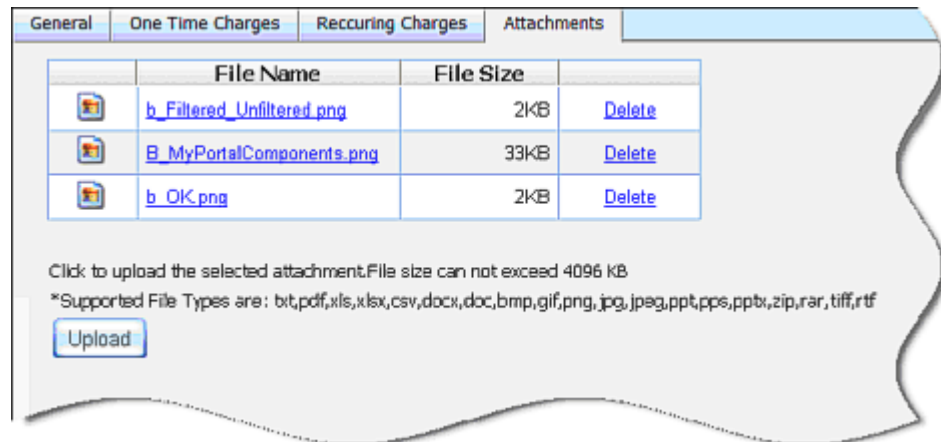 General One Time Charges Reccuring Charges Attachments
File Name File Size
b_Filtered_Unfiltered.png 2KB Delete
B_MyPortalComponents.png 33KB Delete
b_OK.png 2KB Delete
Click to upload the selected attachment.File size can not exceed 4096 KB
*Supported File Types are: txt,pdf,xls,xlsx,csv,docx,doc,bmp,gif,png,jpg,jpeg,ppt,pps,pptx,zip,rar,tiff,rtf
Upload